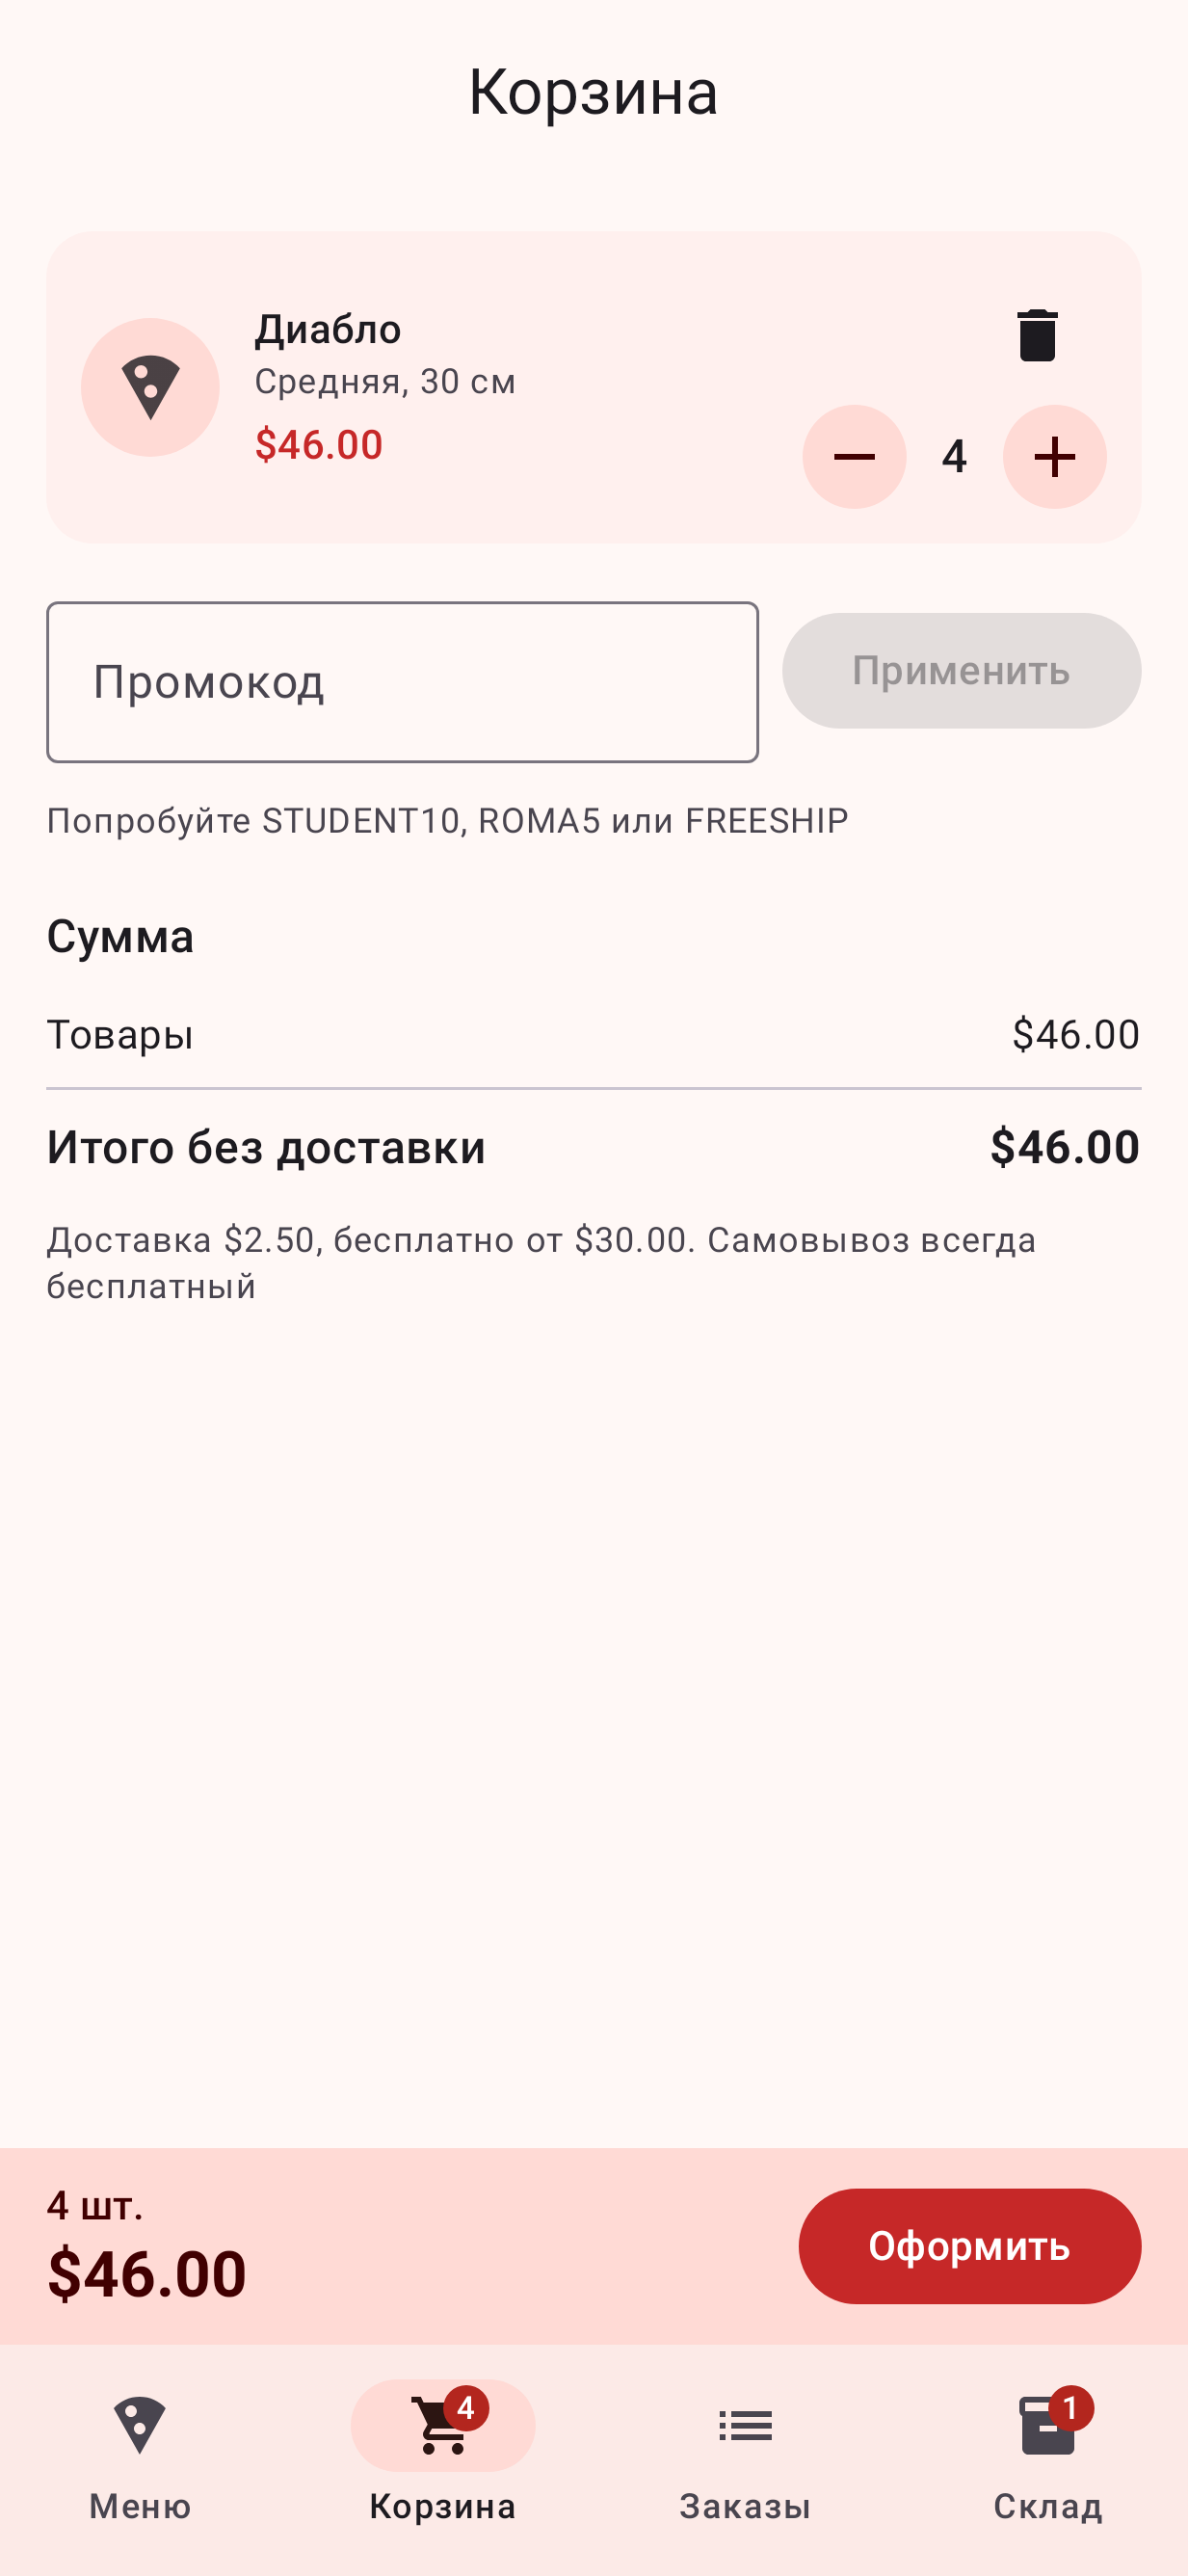 Корзина
Диабло
Средняя, 30 см
$46.00
4
Промокод
Применить
Попробуйте STUDENT10, ROMA5 или FREESHIP
Сумма
Товары $46.00
Итого без доставки $46.00
Доставка $2.50, бесплатно от $30.00. Самовывоз всегда
бесплатный
4 шт.
$46.00
Оформить
4
1
Меню Корзина Заказы Склад